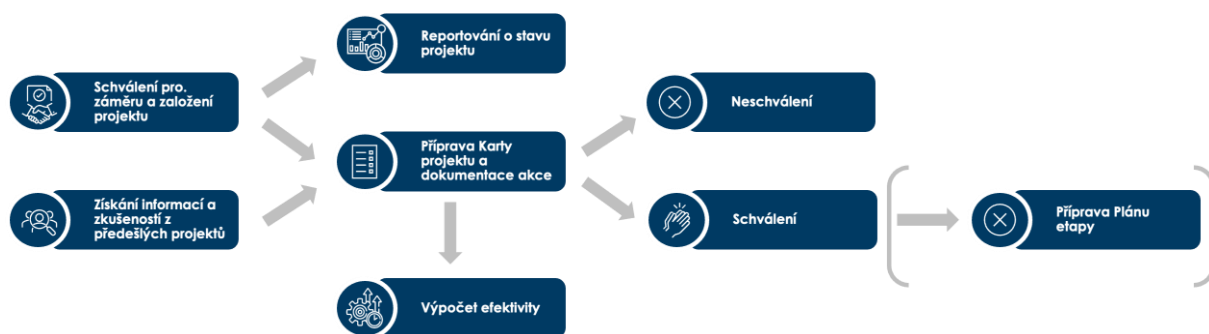 Schválení pro.
záměru a založení
projektu
Získání informací a
zkušeností z
předešlých projektů
Reportování o stavu
projektu
Příprava Karty
projektu a
dokumentace akce
Výpočet efektivity
Neschválení
Schválení
Příprava Plánu
etapy